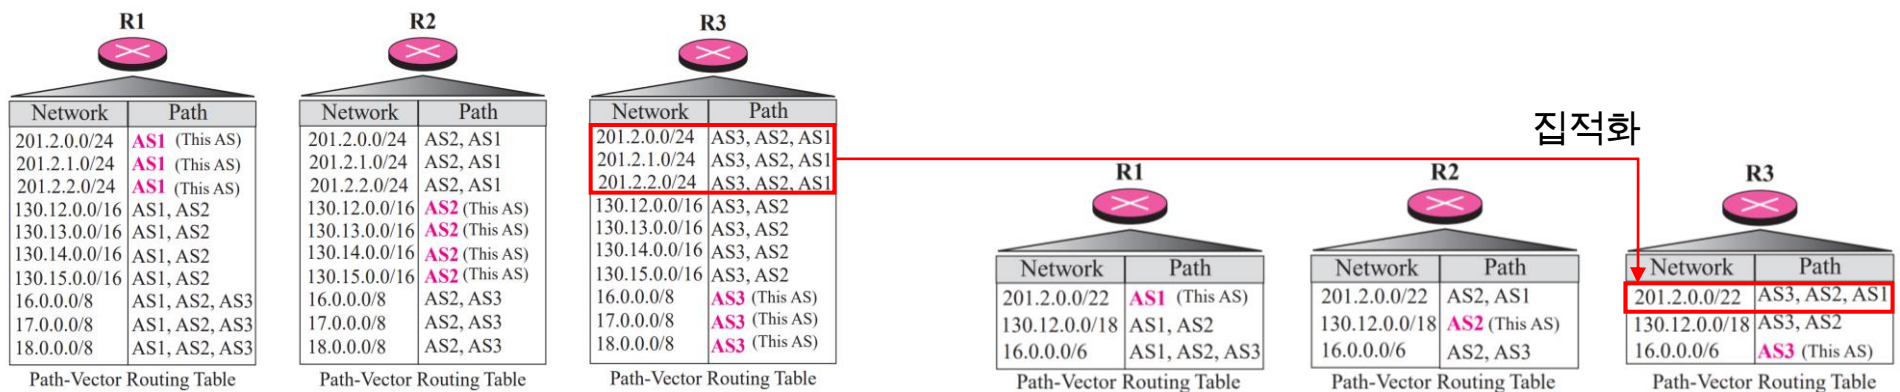 R1
Network Path
201.2.0.0/24 AS1 (This AS)
201.2.1.0/24 AS1 (This AS)
201.2.2.0/24 AS1 (This AS)
130.12.0.0/16 AS1, AS2
130.13.0.0/16 AS1, AS2
130.14.0.0/16 AS1, AS2
130.15.0.0/16 AS1, AS2
16.0.0.0/8 AS1, AS2, AS3
17.0.0.0/8 AS1, AS2, AS3
18.0.0.0/8 AS1, AS2, AS3
Path-Vector Routing Table
R2
Network Path
201.2.0.0/24 AS2, AS1
201.2.1.0/24 AS2, AS1
201.2.2.0/24 AS2, AS1
130.12.0.0/16 AS2 (This AS)
130.13.0.0/16 AS2 (This AS)
130.14.0.0/16 AS2 (This AS)
130.15.0.0/16 AS2 (This AS)
16.0.0.0/8 AS2, AS3
17.0.0.0/8 AS2, AS3
18.0.0.0/8 AS2, AS3
Path-Vector Routing Table
R3
Network Path
201.2.0.0/24 AS3, AS2, AS1
201.2.1.0/24 AS3, AS2, AS1
201.2.2.0/24 AS3, AS2, AS1
130.12.0.0/16 AS3, AS2
130.13.0.0/16 AS3, AS2
130.14.0.0/16 AS3, AS2
130.15.0.0/16 AS3, AS2
16.0.0.0/8 AS3 (This AS)
17.0.0.0/8 AS3 (This AS)
18.0.0.0/8 AS3 (This AS)
Path-Vector Routing Table
집적화
R1
Network Path
201.2.0.0/22 AS1 (This AS)
130.12.0.0/18 AS1, AS2
16.0.0.0/6 AS1, AS2, AS3
Path-Vector Routing Table
R2
Network Path
201.2.0.0/22 AS2, AS1
130.12.0.0/18 AS2 (This AS)
16.0.0.0/6 AS2, AS3
Path-Vector Routing Table
R3
Network Path
201.2.0.0/22 AS3, AS2, AS1
130.12.0.0/18 AS3, AS2
16.0.0.0/6 AS3 (This AS)
Path-Vector Routing Table